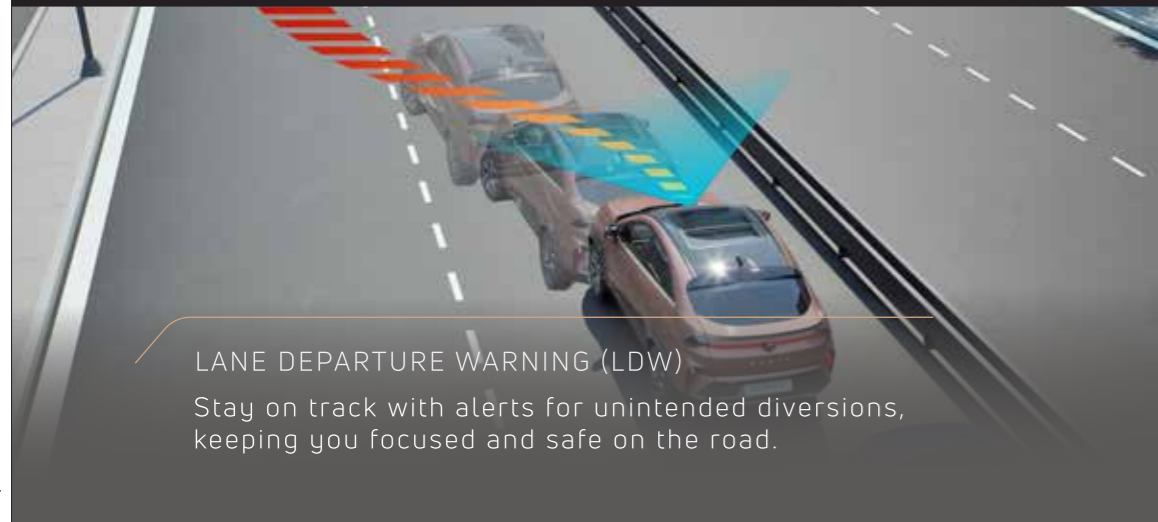 LANE DEPARTURE WARNING (LDW)
Stay on track with alerts for unintended diversions,
keeping you focused and safe on the road.